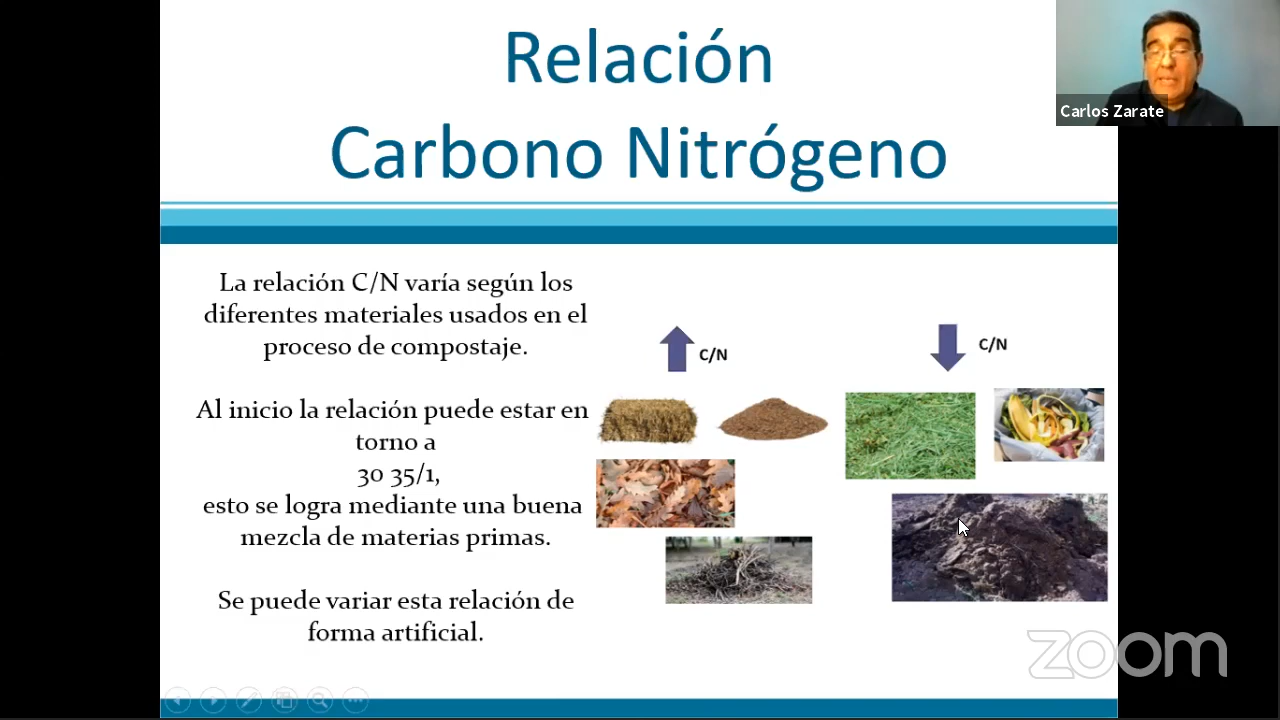 Relación
Carbono Nitrógeno
Carlos Zarate
La relación C/N varía según los
diferentes materiales usados en el
proceso de compostaje.
Al inicio la relación puede estar en
torno a
30 35/1,
esto se logra mediante una buena
mezcla de materias primas.
Se puede variar esta relación de
forma artificial.
C/N
C/N
zoom